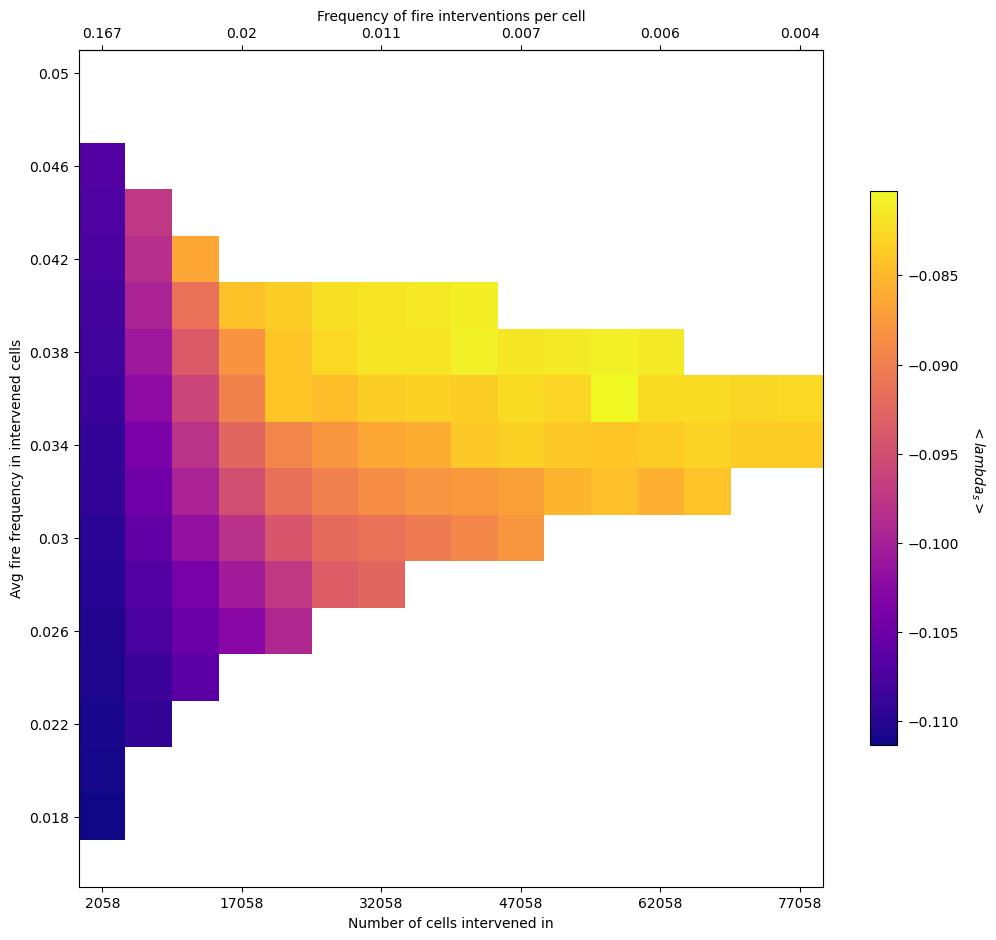 Frequency of fire interventions per cell
0.167 0.02 0.011 0.007 0.006 0.004
0.05
0.046
0.042
0.038
0.034
0.03
0.026
0.022
0.018
Avg fire frequency in intervened cells
2058 17058 32058 47058 62058 77058
Number of cells intervened in
−0.085
−0.090
−0.095
−0.100
−0.105
−0.110
< lambda_s >